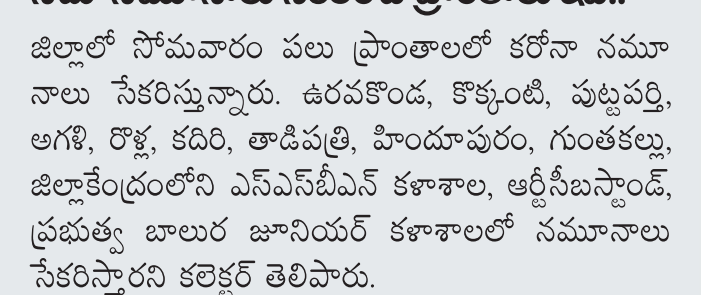 జిల్లాలో సోమవారం పలు ప్రాంతాలలో కరోనా నమూ
నాలు సేకరిస్తున్నారు. ఉరవకొండ, కొక్కంటి, పుట్టపర్తి,
అగళి, రొళ్ల, కదిరి, తాడిపత్రి, హిందూపురం, గుంతకల్లు,
జిల్లాకేంద్రంలోని ఎస్ఎస్‌బీఎన్ కళాశాల, ఆర్టీసీబస్టాండ్,
ప్రభుత్వ బాలుర జూనియర్ కళాశాలలో నమూనాలు
సేకరిస్తారని కలెక్టర్ తెలిపారు.